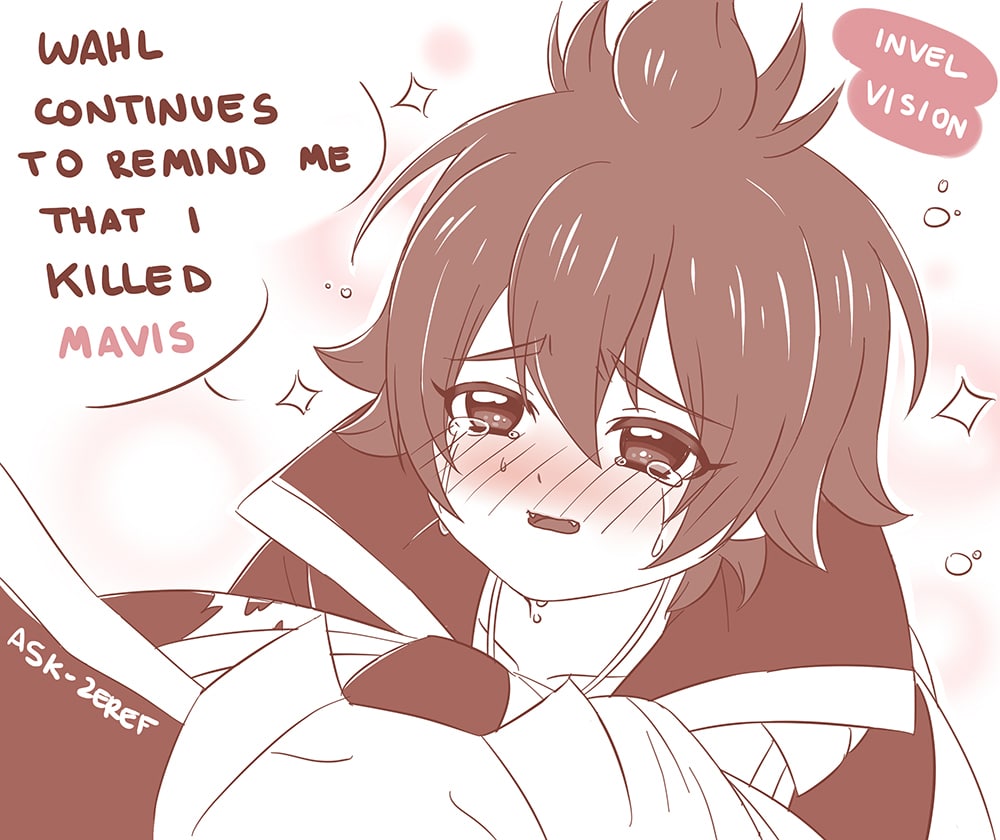 WAHL
CONTINUES
TO REMIND ME
THAT I
KILLED
MAVIS
INVEL
VISION
ASK-ZEREF